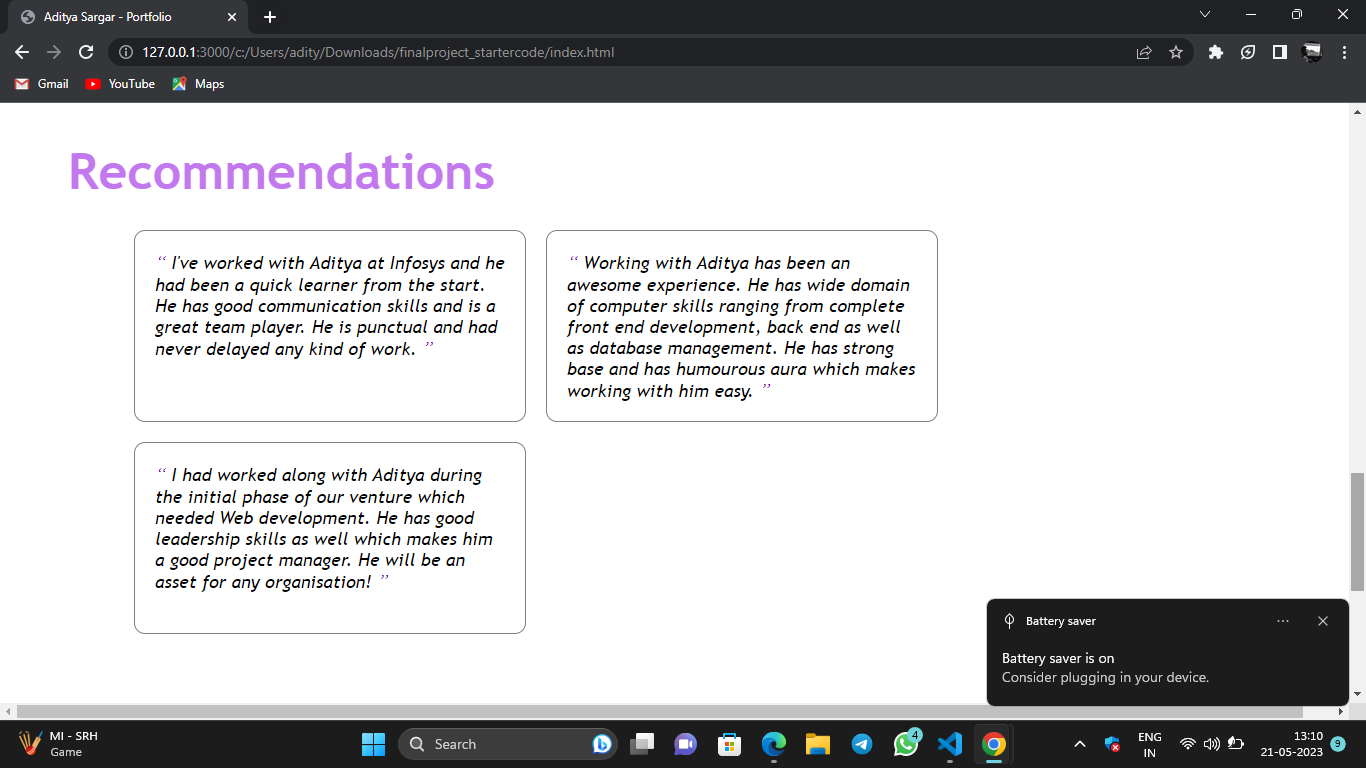 Aditya Sargar - Portfolio
127.0.0.1:3000/c:/Users/adity/Downloads/finalproject_startercode/index.html
Gmail YouTube Maps
Recommendations
“ I've worked with Aditya at Infosys and he
had been a quick learner from the start.
He has good communication skills and is a
great team player. He is punctual and had
never delayed any kind of work. ”
“ Working with Aditya has been an
awesome experience. He has wide domain
of computer skills ranging from complete
front end development, back end as well
as database management. He has strong
base and has humourous aura which makes
working with him easy. ”
“ I had worked along with Aditya during
the initial phase of our venture which
needed Web development. He has good
leadership skills as well which makes him
a good project manager. He will be an
asset for any organisation! ”
Battery saver
Battery saver is on
Consider plugging in your device.
MI - SRH
Game
Search
4
ENG
IN
13:10
21-05-2023
9